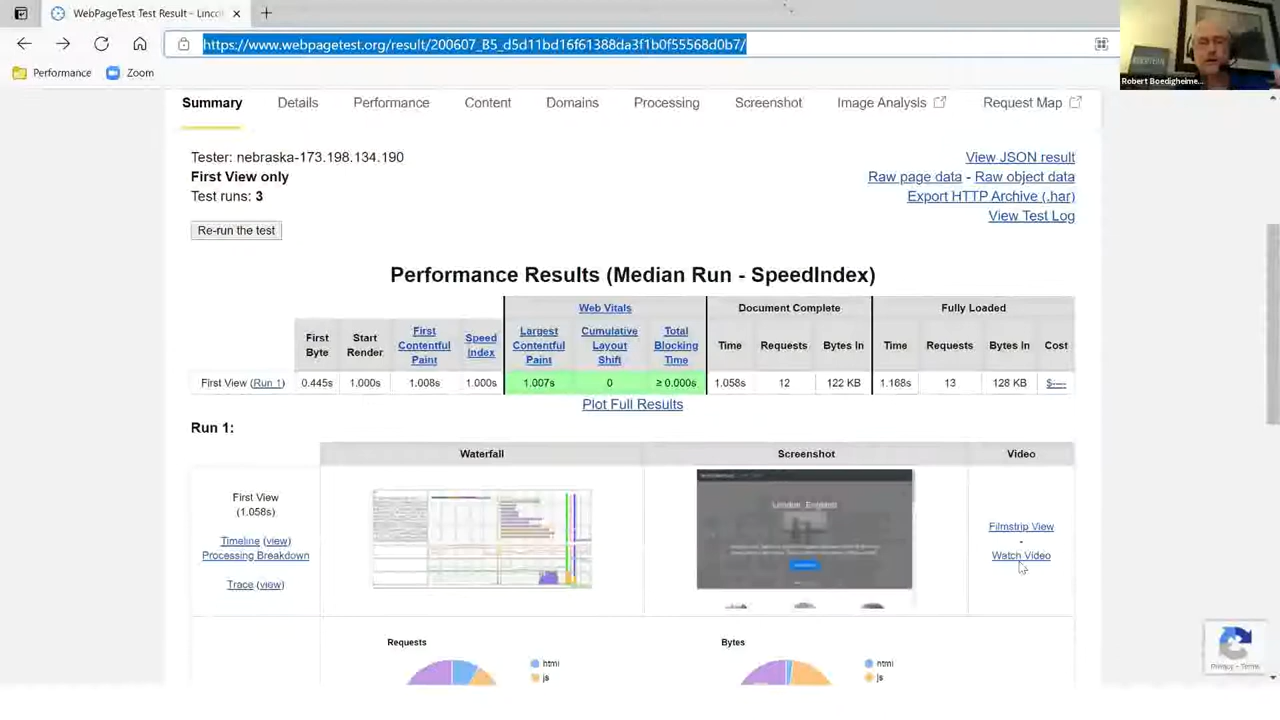 WebPageTest Test Result - Linco
https://www.webpagetest.org/result/200607_B5_d5d11bd16f61388da3f1b0f55568d0b7/
Performance
Zoom
Robert Boedigheime...
Summary
Details
Performance
Content
Domains
Processing
Screenshot
Image Analysis
Request Map
Tester: nebraska-173.198.134.190
First View only
Test runs: 3
Re-run the test
View JSON result
Raw page data - Raw object data
Export HTTP Archive (.har)
View Test Log
Performance Results (Median Run - SpeedIndex)
Web Vitals
Document Complete
Fully Loaded
First Byte
Start Render
First Contentful Paint
Speed Index
Largest Contentful Paint
Cumulative Layout Shift
Total Blocking Time
Time
Requests
Bytes In
Time
Requests
Bytes In
Cost
First View (Run 1)
0.445s
1.000s
1.008s
1.000s
1.007s
0
≥ 0.000s
1.058s
12
122 KB
1.168s
13
128 KB
$----
Plot Full Results
Run 1:
Waterfall
Screenshot
Video
First View
(1.058s)
Timeline (view)
Processing Breakdown
Trace (view)
London, England
Filmstrip View
-
Watch Video
Requests
html
js
Bytes
html
js
Privacy - Terms